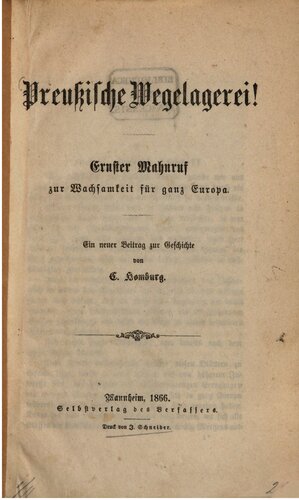 Preußische Wegelagerei!
Ernster Mahnruf
zur Wachsamkeit für ganz Europa.
Ein neuer Beitrag zur Geschichte
von
C. Homburg.
Mannheim, 1866.
Selbstverlag des Verfassers.
Druck von J. Schneider.